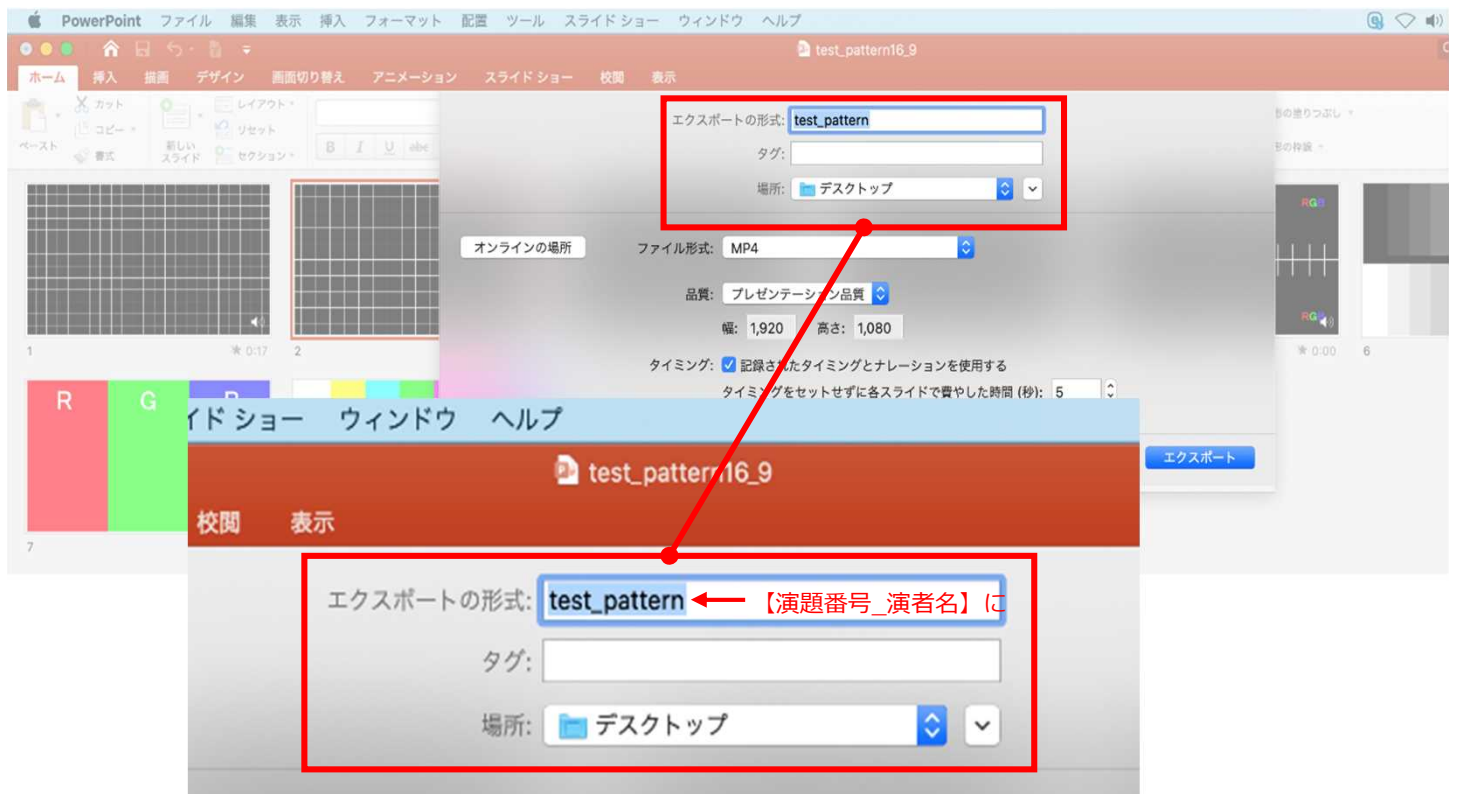 PowerPoint ファイル 編集 表示 挿入 フォーマット 配置 ツール スライド ショー ウィンドウ ヘルプ
test_pattern16_9
ホーム 挿入 描画 デザイン 画面切り替え アニメーション スライド ショー 校閲 表示
カット
コピー
ペースト
書式
新しい
スライド
レイアウト
リセット
セクション
B I U abc
エクスポートの形式: test_pattern
タグ:
場所: デスクトップ
形の塗りつぶし
形の枠線
オンラインの場所
ファイル形式: MP4
品質: プレゼンテーション品質
幅: 1,920 高さ: 1,080
タイミング: 記録されたタイミングとナレーションを使用する
タイミングをセットせずに各スライドで費やした時間 (秒): 5
エクスポート
RGB
RGB
1 0:17 2
0:00 6
R G
7
イド ショー ウィンドウ ヘルプ
test_pattern16_9
校閲 表示
エクスポートの形式: test_pattern 【演題番号_演者名】に
タグ:
場所: デスクトップ